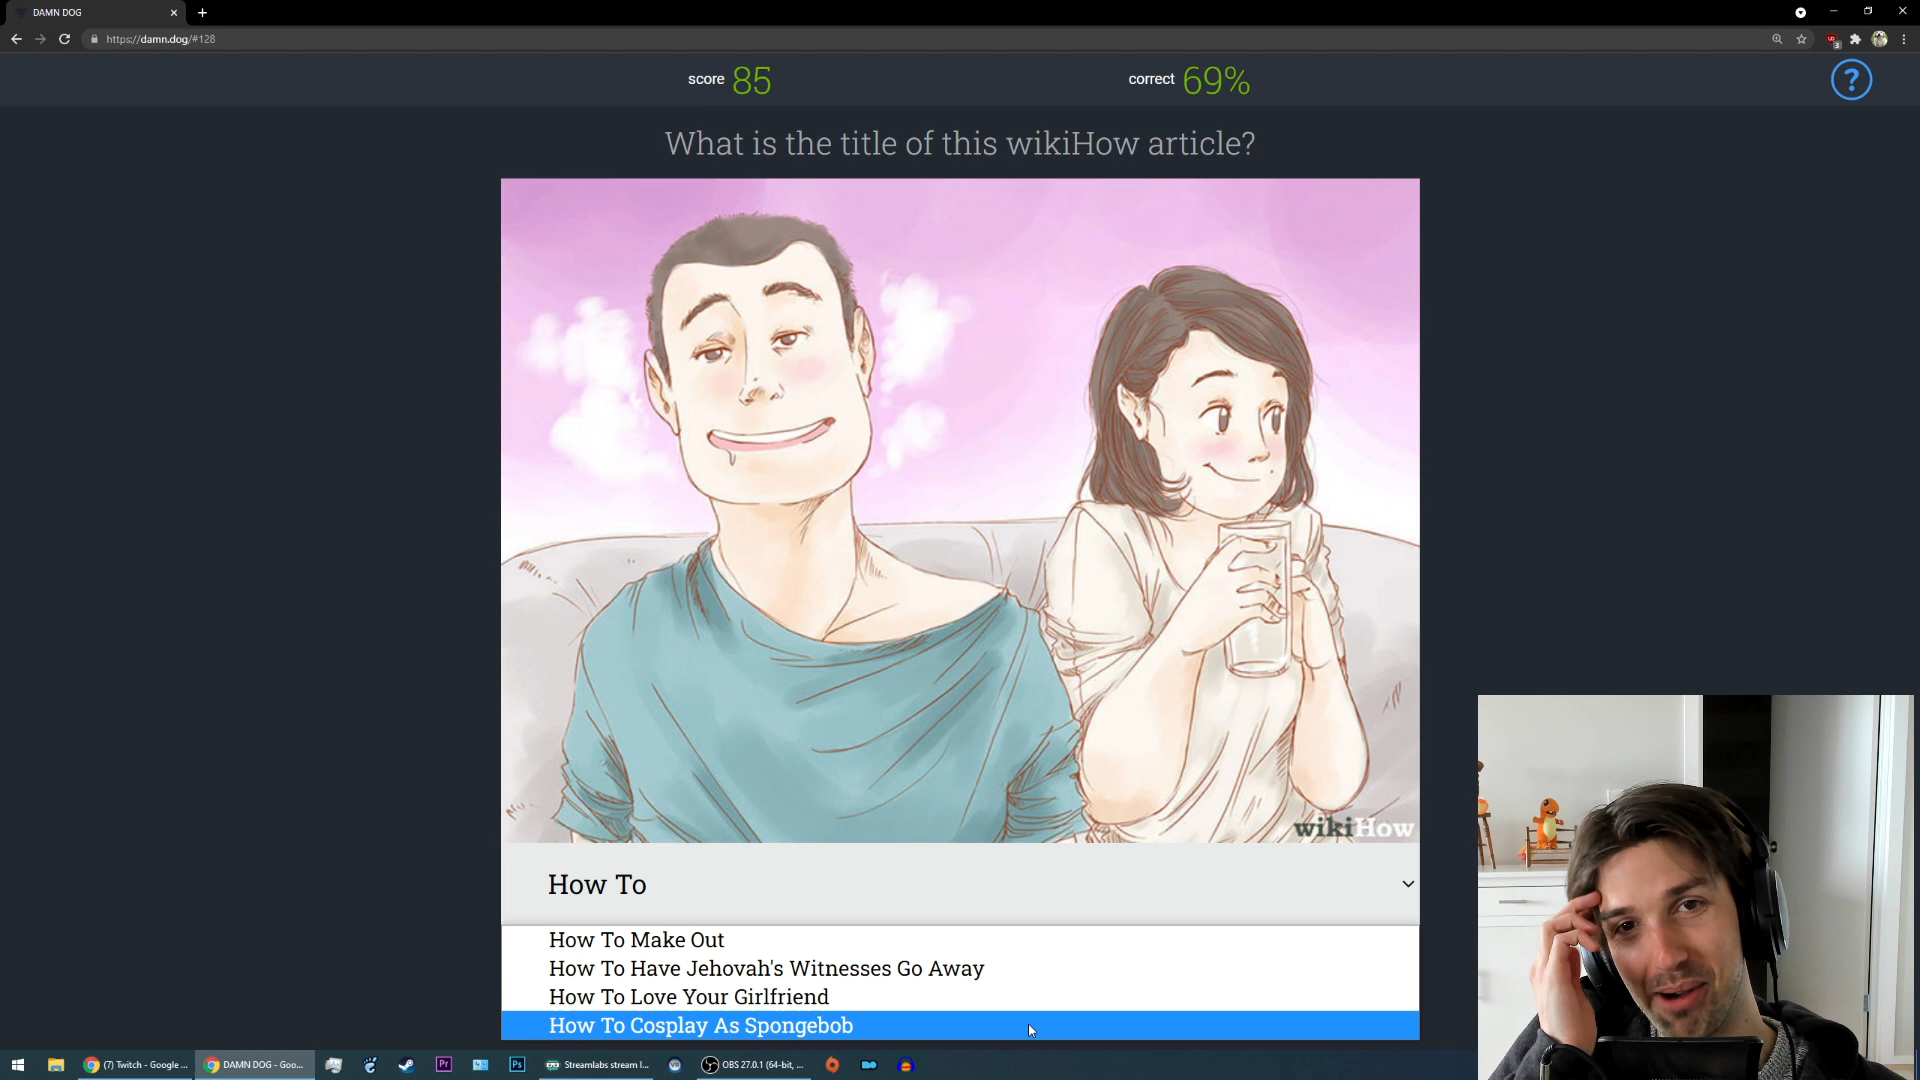 DAMN DOG
https://damn.dog/#128
score 85
correct 69%
?
What is the title of this wikiHow article?
wikiHow
How To
How To Make Out
How To Have Jehovah's Witnesses Go Away
How To Love Your Girlfriend
How To Cosplay As Spongebob
(7) Twitch - Google ...
DAMN DOG - Goo...
Pr
Ps
Streamlabs stream l...
OBS 27.0.1 (64-bit, ...